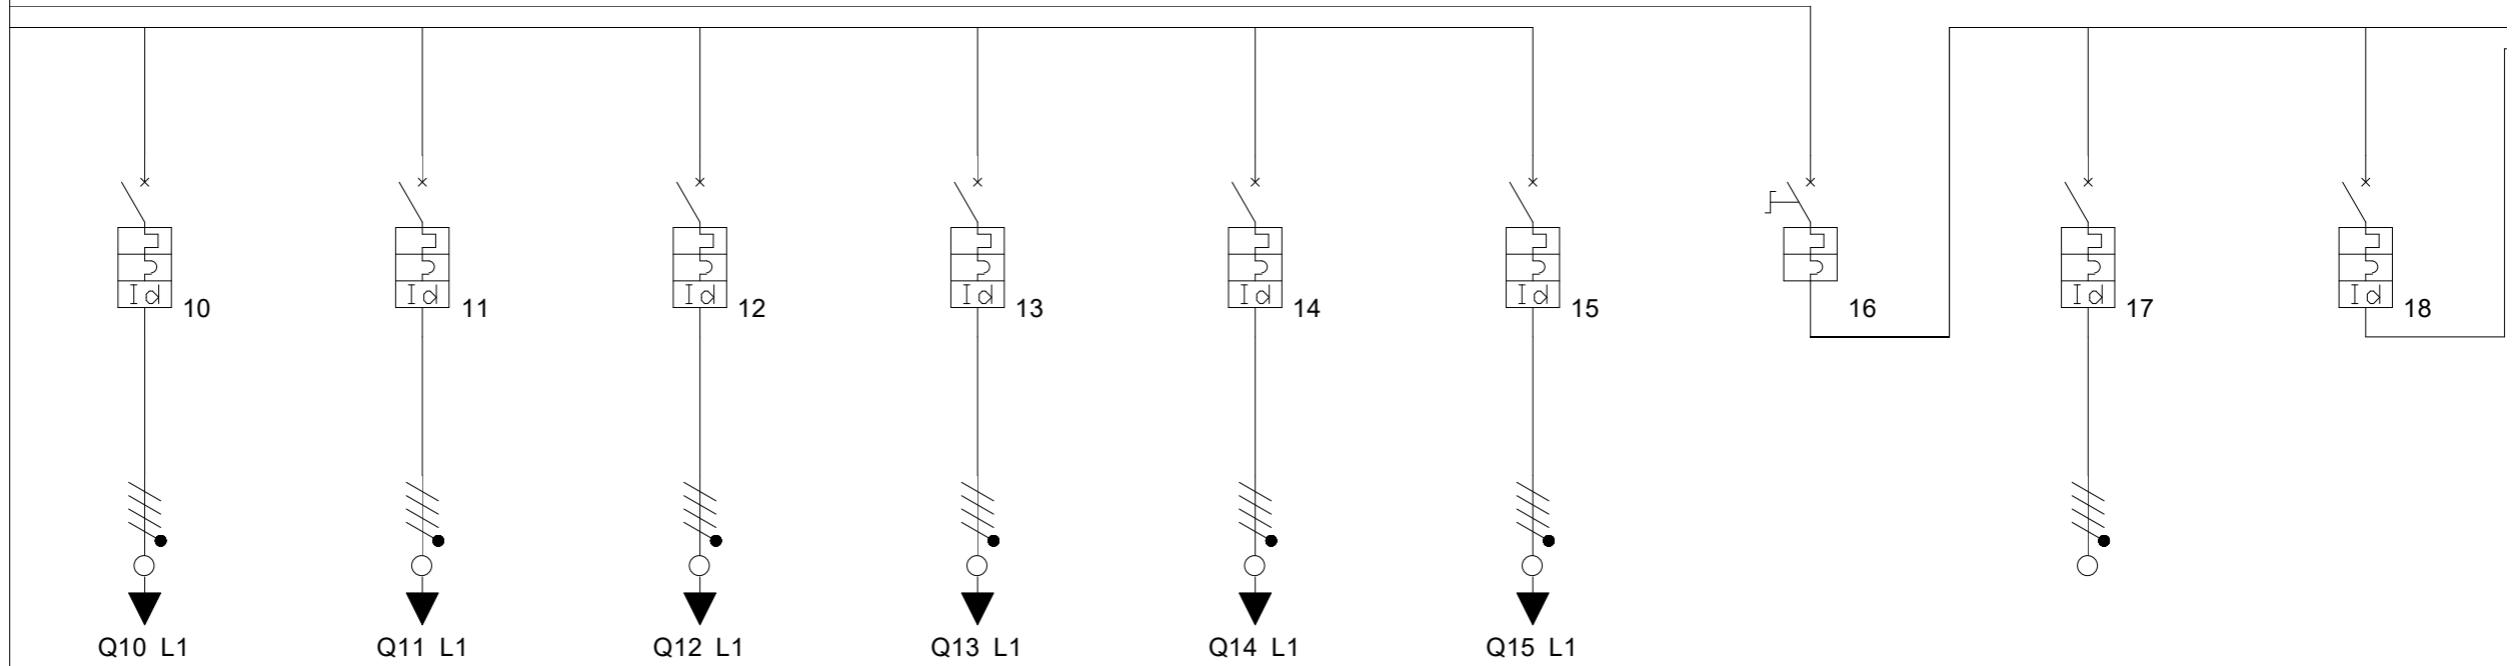 Id 10
Id 11
Id 12
Id 13
Id 14
Id 15
16
Id 17
Id 18
Q10 L1
Q11 L1
Q12 L1
Q13 L1
Q14 L1
Q15 L1